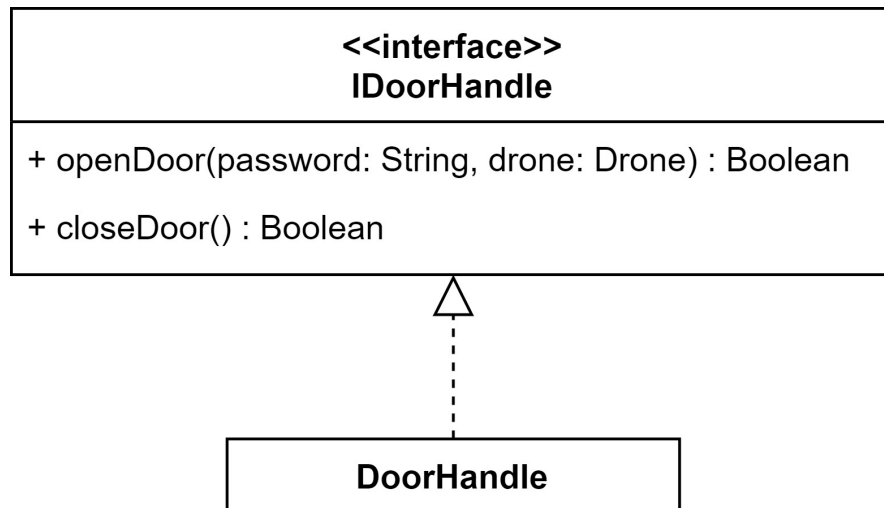 <<interface>>
IDoorHandle
+ openDoor(password: String, drone: Drone) : Boolean
+ closeDoor() : Boolean
DoorHandle